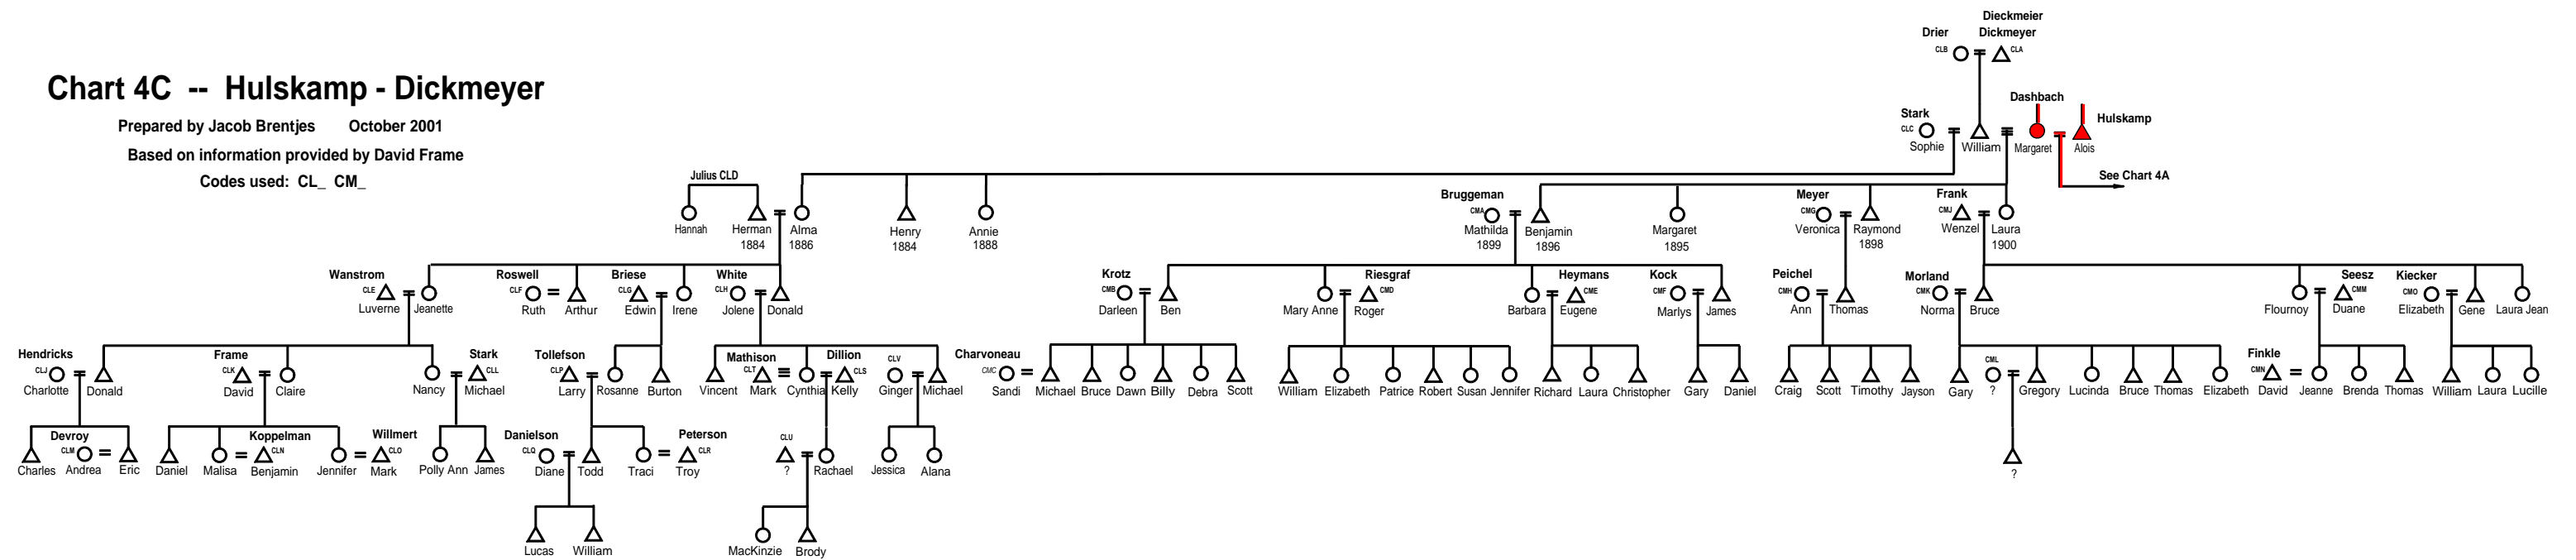 Dieckmeier
Drier Dickmeyer
CLB CLA
Chart 4C -- Hulskamp - Dickmeyer
Dashbach
Stark Hulskamp
Prepared by Jacob Brentjes October 2001
CLC
Sophie William Margaret Alois
Based on information provided by David Frame
Julius CLD See Chart 4A
Codes used: CL_ CM_
Bruggeman Meyer Frank
CMA CMG CMJ
Hannah Herman Alma Henry Annie Mathilda Benjamin Margaret Veronica Raymond Wenzel Laura
1884 1886 1884 1888 1899 1896 1895 1898 1900
Wanstrom Roswell Briese White Krotz Riesgraf Heymans Kock Peichel Morland Seesz Kiecker
CLE CLF CLG CLH CMB CMD CME CMF CMH CMK CMM CMO
Luverne Jeanette Ruth Arthur Edwin Irene Jolene Donald Darleen Ben Mary Anne Roger Barbara Eugene Marlys James Ann Thomas Norma Bruce Flournoy Duane Elizabeth Gene Laura Jean
Hendricks Frame Stark Tollefson Mathison Dillion CLV Charvoneau CML Finkle
CLJ CLK CLL CLP CLT CLS CMC CMN
Charlotte Donald David Claire Nancy Michael Larry Rosanne Burton Vincent Mark Cynthia Kelly Ginger Michael Sandi Michael Bruce Dawn Billy Debra Scott William Elizabeth Patrice Robert Susan Jennifer Richard Laura Christopher Gary Daniel Craig Scott Timothy Jayson Gary ? Gregory Lucinda Bruce Thomas Elizabeth David Jeanne Brenda Thomas William Laura Lucille
Devroy Koppelman Willmert Danielson Peterson CLU
CLM CLN CLO CLQ CLR
Charles Andrea Eric Daniel Malisa Benjamin Jennifer Mark Polly Ann James Diane Todd Traci Troy ? Rachael Jessica Alana ?
Lucas William MacKinzie Brody